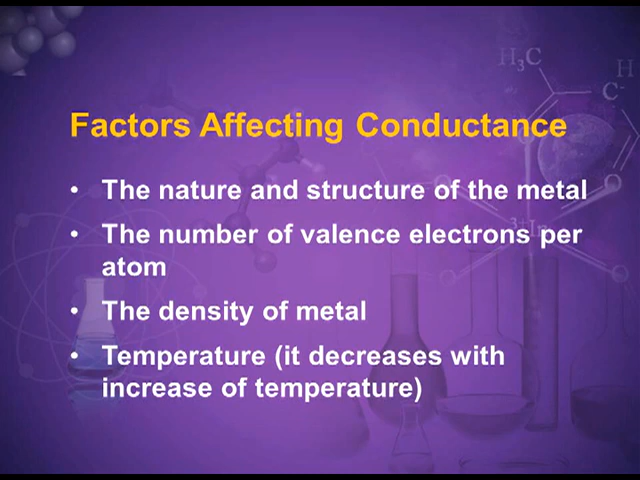 Factors Affecting Conductance
• The nature and structure of the metal
• The number of valence electrons per
atom
• The density of metal
• Temperature (it decreases with
increase of temperature)
H₃C
H
C